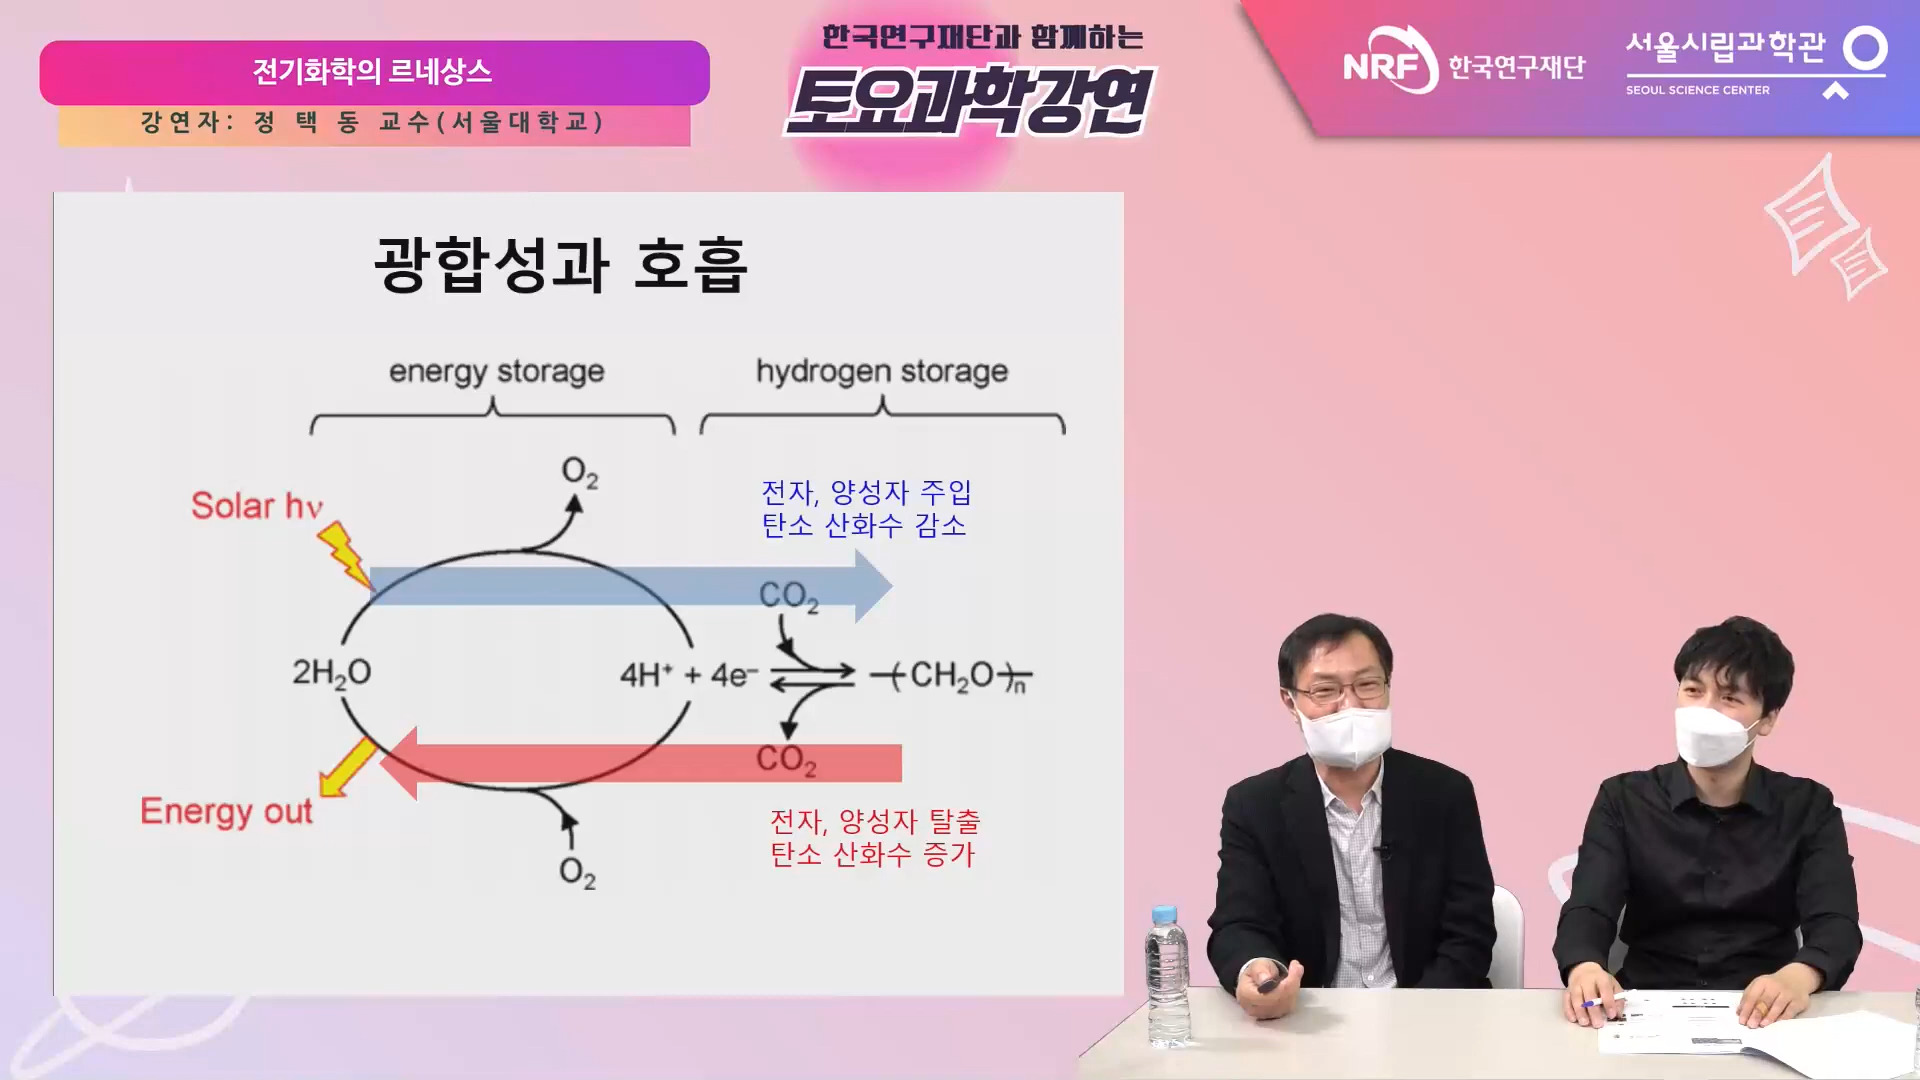 전기화학의 르네상스
강연자: 정 택 동 교수(서울대학교)
한국연구재단과 함께하는
토요과학강연
NRF 한국연구재단
서울시립과학관
SEOUL SCIENCE CENTER
광합성과 호흡
energy storage
hydrogen storage
O₂
Solar hν
전자, 양성자 주입
탄소 산화수 감소
CO₂
2H₂O
4H⁺ + 4e⁻
-(CH₂O)-n
CO₂
Energy out
전자, 양성자 탈출
탄소 산화수 증가
O₂